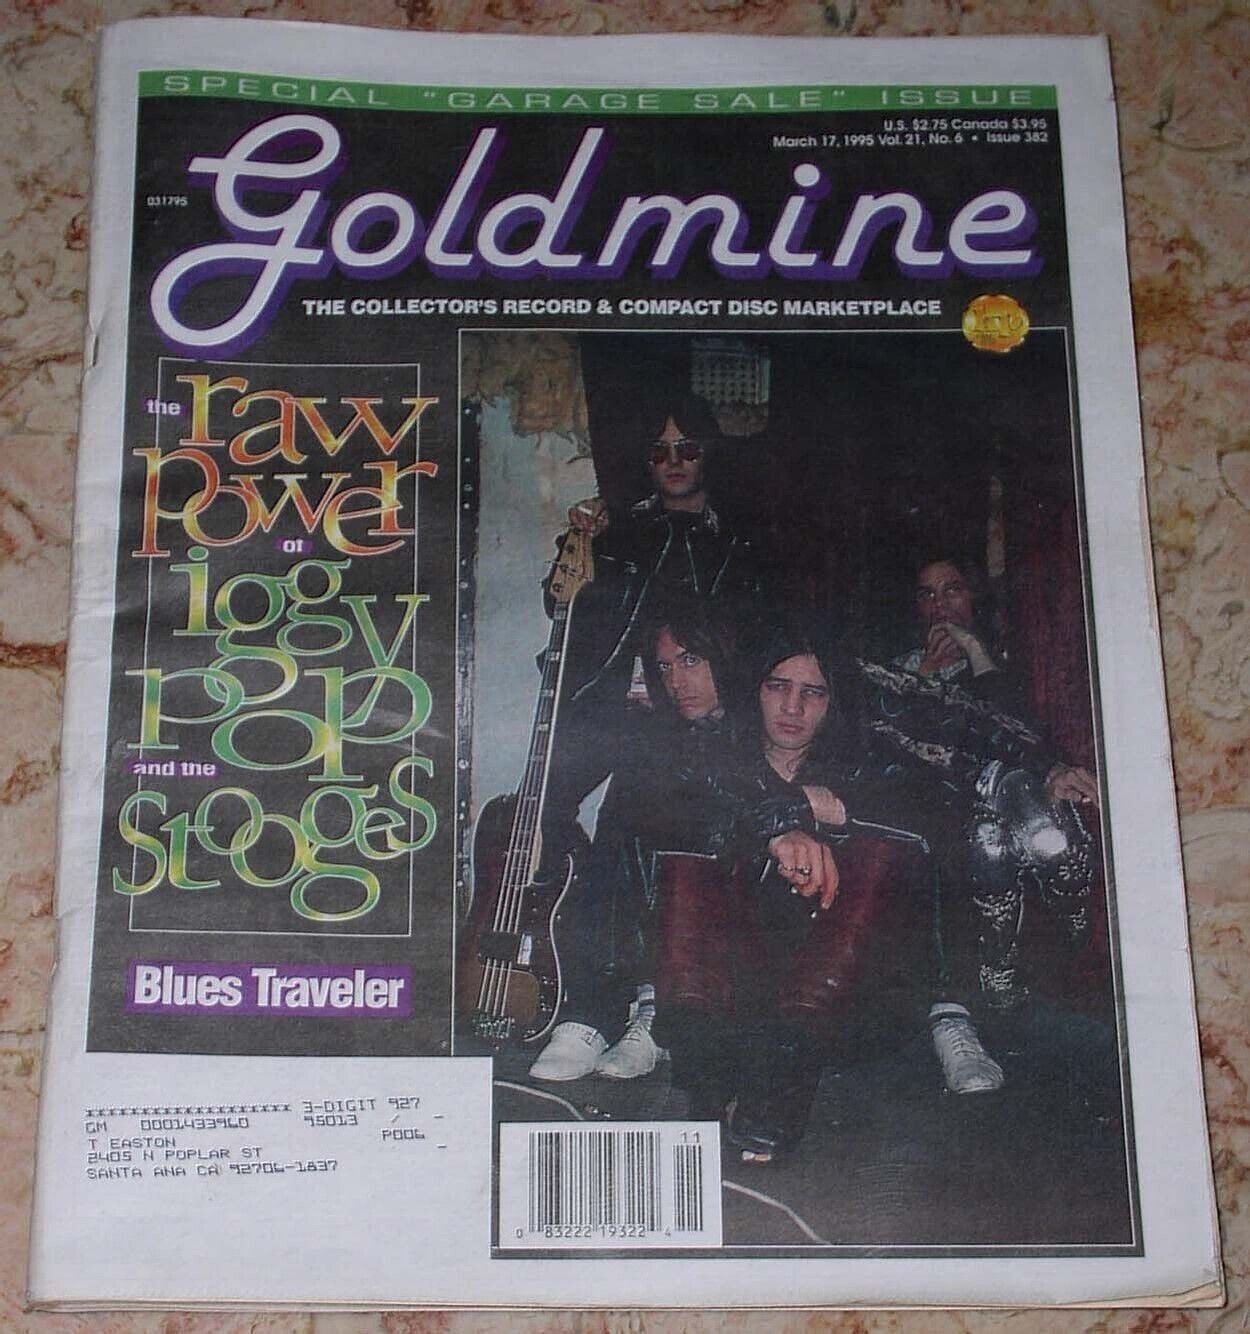 SPECIAL "GARAGE SALE" ISSUE
U.S. $2.75 Canada $3.95
March 17, 1995 Vol. 21, No. 6 • Issue 382
031795
Goldmine
THE COLLECTOR'S RECORD & COMPACT DISC MARKETPLACE
the raw
power
of
iggy
pop
and the
stooges
Blues Traveler
xxxxxxxxxxxxxxxxxxx 3-DIGIT 927
GM 0001433960 95013 /
T EASTON P006
2405 N POPLAR ST
SANTA ANA CA 92706-1837
11
0 83222 19322 4